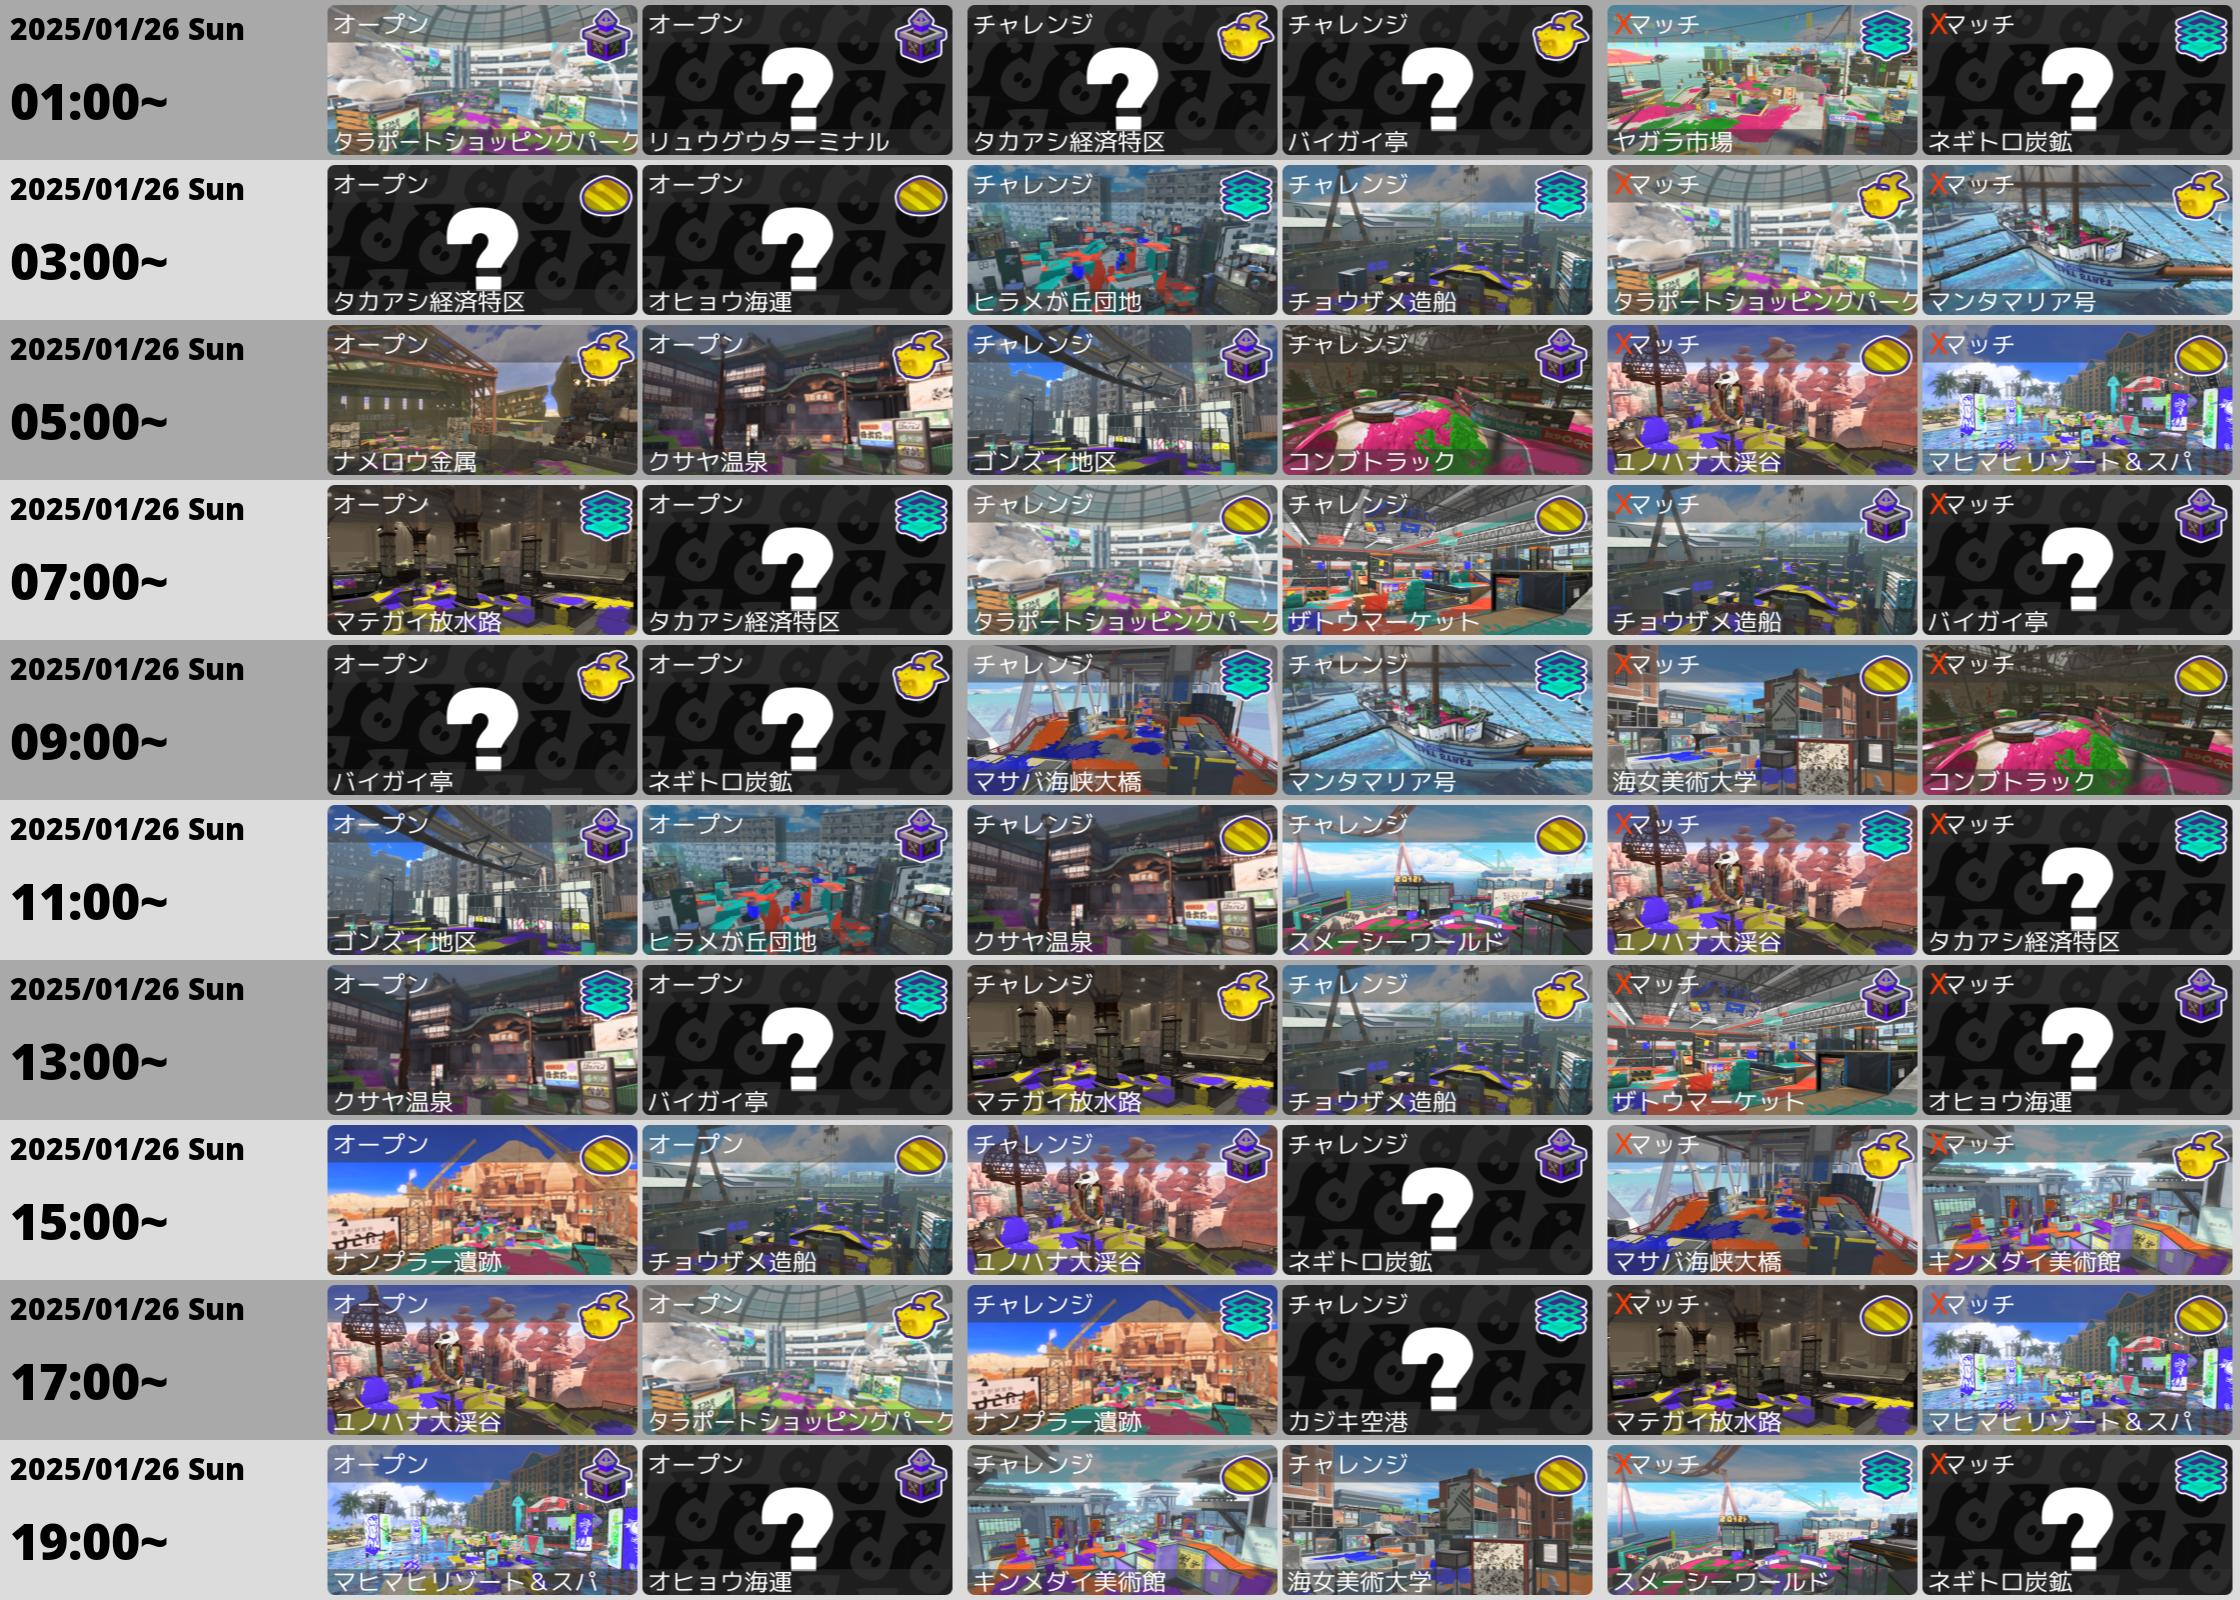 2025/01/26 Sun
01:00~
オープン
タラポートショッピングパーク
オープン
リュウグウターミナル
チャレンジ
タカアシ経済特区
チャレンジ
バイガイ亭
Xマッチ
ヤガラ市場
Xマッチ
ネギトロ炭鉱
2025/01/26 Sun
03:00~
オープン
タカアシ経済特区
オープン
オヒョウ海運
チャレンジ
ヒラメが丘団地
チャレンジ
チョウザメ造船
Xマッチ
タラポートショッピングパーク
Xマッチ
マンタマリア号
2025/01/26 Sun
05:00~
オープン
ナメロウ金属
オープン
クサヤ温泉
チャレンジ
ゴンズイ地区
チャレンジ
コンブトラック
Xマッチ
ユノハナ大渓谷
Xマッチ
マヒマヒリゾート＆スパ
2025/01/26 Sun
07:00~
オープン
マテガイ放水路
オープン
タカアシ経済特区
チャレンジ
タラポートショッピングパーク
チャレンジ
ザトウマーケット
Xマッチ
チョウザメ造船
Xマッチ
バイガイ亭
2025/01/26 Sun
09:00~
オープン
バイガイ亭
オープン
ネギトロ炭鉱
チャレンジ
マサバ海峡大橋
チャレンジ
マンタマリア号
Xマッチ
海女美術大学
Xマッチ
コンブトラック
2025/01/26 Sun
11:00~
オープン
ゴンズイ地区
オープン
ヒラメが丘団地
チャレンジ
クサヤ温泉
チャレンジ
スメーシーワールド
Xマッチ
ユノハナ大渓谷
Xマッチ
タカアシ経済特区
2025/01/26 Sun
13:00~
オープン
クサヤ温泉
オープン
バイガイ亭
チャレンジ
マテガイ放水路
チャレンジ
チョウザメ造船
Xマッチ
ザトウマーケット
Xマッチ
オヒョウ海運
2025/01/26 Sun
15:00~
オープン
ナンプラー遺跡
オープン
チョウザメ造船
チャレンジ
ユノハナ大渓谷
チャレンジ
ネギトロ炭鉱
Xマッチ
マサバ海峡大橋
Xマッチ
キンメダイ美術館
2025/01/26 Sun
17:00~
オープン
ユノハナ大渓谷
オープン
タラポートショッピングパーク
チャレンジ
ナンプラー遺跡
チャレンジ
カジキ空港
Xマッチ
マテガイ放水路
Xマッチ
マヒマヒリゾート＆スパ
2025/01/26 Sun
19:00~
オープン
マヒマヒリゾート＆スパ
オープン
オヒョウ海運
チャレンジ
キンメダイ美術館
チャレンジ
海女美術大学
Xマッチ
スメーシーワールド
Xマッチ
ネギトロ炭鉱